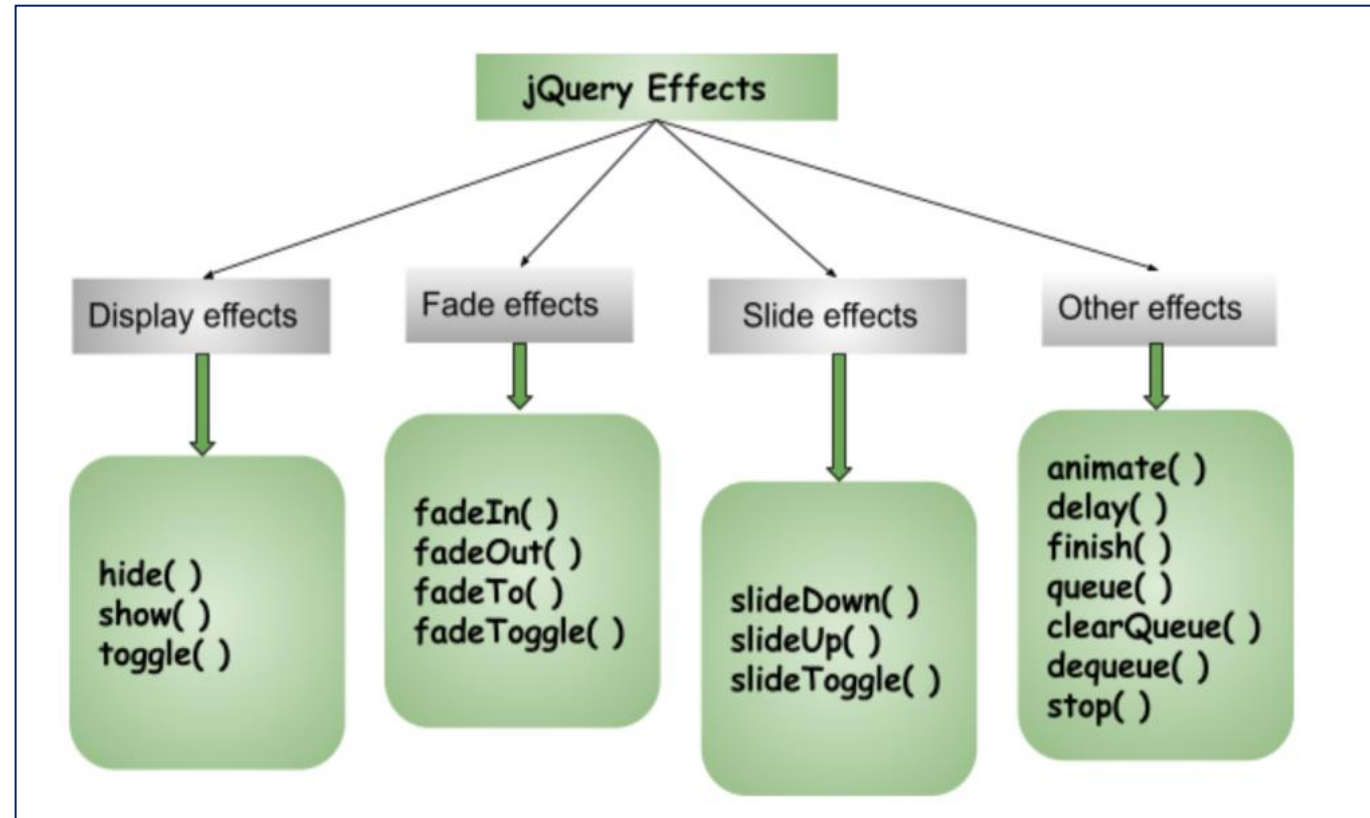 jQuery Effects
Display effects
Fade effects
Slide effects
Other effects
hide( )
show( )
toggle( )
fadeIn( )
fadeOut( )
fadeTo( )
fadeToggle( )
slideDown( )
slideUp( )
slideToggle( )
animate( )
delay( )
finish( )
queue( )
clearQueue( )
dequeue( )
stop( )